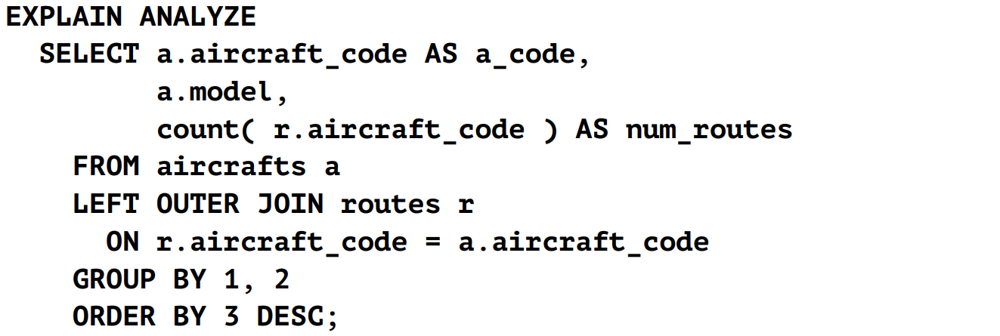 EXPLAIN ANALYZE
SELECT a.aircraft_code AS a_code,
a.model,
count( r.aircraft_code ) AS num_routes
FROM aircrafts a
LEFT OUTER JOIN routes r
ON r.aircraft_code = a.aircraft_code
GROUP BY 1, 2
ORDER BY 3 DESC;